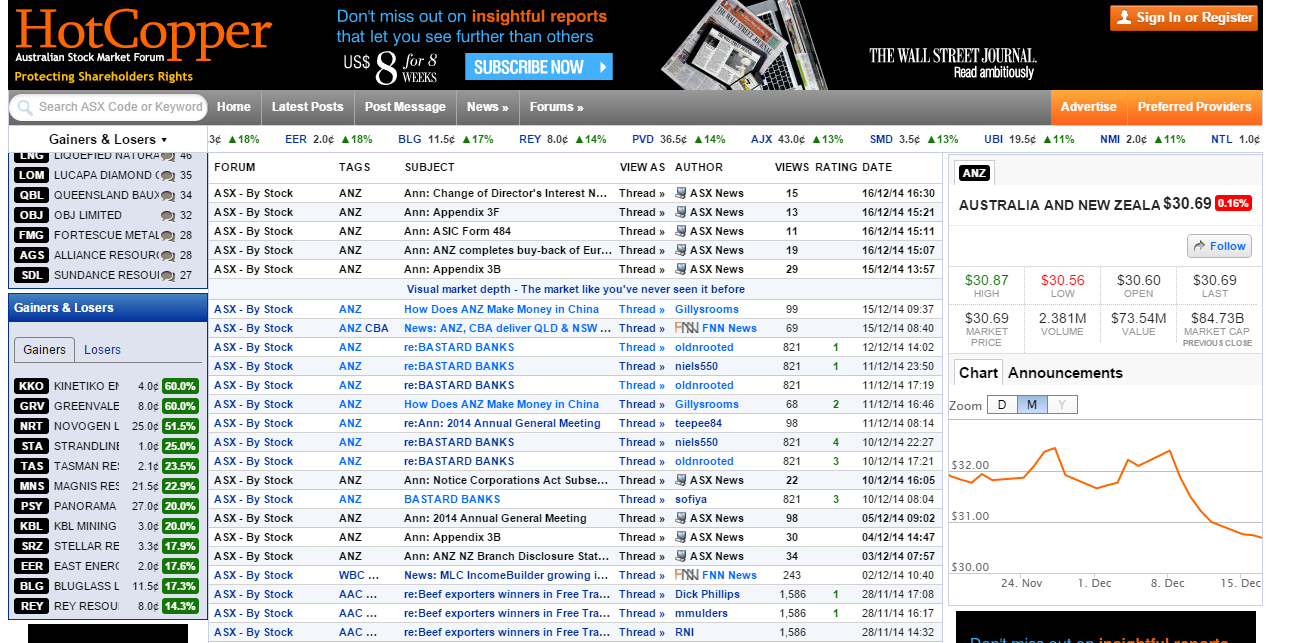 HotCopper
Australian Stock Market Forum
Protecting Shareholders Rights
Don't miss out on insightful reports
that let you see further than others
US$ 8 for 8 WEEKS
SUBSCRIBE NOW
THE WALL STREET JOURNAL.
Read ambitiously
Sign In or Register
Search ASX Code or Keyword
Home Latest Posts Post Message News » Forums » Advertise Preferred Providers
Gainers & Losers ▾
3¢ ▲18% EER 2.0¢ ▲18% BLG 11.5¢ ▲17% REY 8.0¢ ▲14% PVD 36.5¢ ▲14% AJX 43.0¢ ▲13% SMD 3.5¢ ▲13% UBI 19.5¢ ▲11% NMI 2.0¢ ▲11% NTL 1.0¢
LNG LIQUEFIED NATURA 46
LOM LUCAPA DIAMOND 35
QBL QUEENSLAND BAUX 34
OBJ OBJ LIMITED 32
FMG FORTESCUE METAL 28
AGS ALLIANCE RESOUR 28
SDL SUNDANCE RESOUI 27
Gainers & Losers
Gainers Losers
KKO KINETIKO EN 4.0¢ 60.0%
GRV GREENVALE 8.0¢ 60.0%
NRT NOVOGEN L 25.0¢ 51.5%
STA STRANDLINE 1.0¢ 25.0%
TAS TASMAN RE 2.1¢ 23.5%
MNS MAGNIS RES 21.5¢ 22.9%
PSY PANORAMA 27.0¢ 20.0%
KBL KBL MINING 3.0¢ 20.0%
SRZ STELLAR RE 3.3¢ 17.9%
EER EAST ENERG 2.0¢ 17.6%
BLG BLUGLASS L 11.5¢ 17.3%
REY REY RESOU 8.0¢ 14.3%
FORUM TAGS SUBJECT VIEW AS AUTHOR VIEWS RATING DATE
ASX - By Stock ANZ Ann: Change of Director's Interest N... Thread » ASX News 15 16/12/14 16:30
ASX - By Stock ANZ Ann: Appendix 3F Thread » ASX News 13 16/12/14 15:21
ASX - By Stock ANZ Ann: ASIC Form 484 Thread » ASX News 11 16/12/14 15:11
ASX - By Stock ANZ Ann: ANZ completes buy-back of Eur... Thread » ASX News 19 16/12/14 15:07
ASX - By Stock ANZ Ann: Appendix 3B Thread » ASX News 29 15/12/14 13:57
Visual market depth - The market like you've never seen it before
ASX - By Stock ANZ How Does ANZ Make Money in China Thread » Gillysrooms 99 15/12/14 09:37
ASX - By Stock ANZ CBA News: ANZ, CBA deliver QLD & NSW ... Thread » FNN FNN News 69 15/12/14 08:40
ASX - By Stock ANZ re:BASTARD BANKS Thread » oldnrooted 821 1 12/12/14 14:02
ASX - By Stock ANZ re:BASTARD BANKS Thread » niels550 821 1 11/12/14 23:50
ASX - By Stock ANZ re:BASTARD BANKS Thread » oldnrooted 821 11/12/14 17:19
ASX - By Stock ANZ How Does ANZ Make Money in China Thread » Gillysrooms 68 2 11/12/14 16:46
ASX - By Stock ANZ re:Ann: 2014 Annual General Meeting Thread » teepee84 98 11/12/14 08:14
ASX - By Stock ANZ re:BASTARD BANKS Thread » niels550 821 4 10/12/14 22:27
ASX - By Stock ANZ re:BASTARD BANKS Thread » oldnrooted 821 3 10/12/14 17:21
ASX - By Stock ANZ Ann: Notice Corporations Act Subse... Thread » ASX News 22 10/12/14 16:05
ASX - By Stock ANZ BASTARD BANKS Thread » sofiya 821 3 10/12/14 08:04
ASX - By Stock ANZ Ann: 2014 Annual General Meeting Thread » ASX News 98 05/12/14 09:02
ASX - By Stock ANZ Ann: Appendix 3B Thread » ASX News 30 04/12/14 14:47
ASX - By Stock ANZ Ann: ANZ NZ Branch Disclosure Stat... Thread » ASX News 34 03/12/14 07:57
ASX - By Stock WBC ... News: MLC IncomeBuilder growing i... Thread » FNN FNN News 243 02/12/14 10:40
ASX - By Stock AAC ... re:Beef exporters winners in Free Tra... Thread » Dick Phillips 1,586 1 28/11/14 17:08
ASX - By Stock AAC ... re:Beef exporters winners in Free Tra... Thread » mmulders 1,586 1 28/11/14 16:17
ASX - By Stock AAC ... re:Beef exporters winners in Free Tra... Thread » RNI 1,586 28/11/14 14:32
ANZ
AUSTRALIA AND NEW ZEALA $30.69 0.16%
Follow
$30.87 $30.56 $30.60 $30.69
HIGH LOW OPEN LAST
$30.69 2.381M $73.54M $84.73B
MARKET PRICE VOLUME VALUE MARKET CAP
PREVIOUS CLOSE
Chart Announcements
Zoom D M Y
$32.00
$31.00
$30.00
24. Nov 1. Dec 8. Dec 15. Dec
Don't miss out on insightful reports